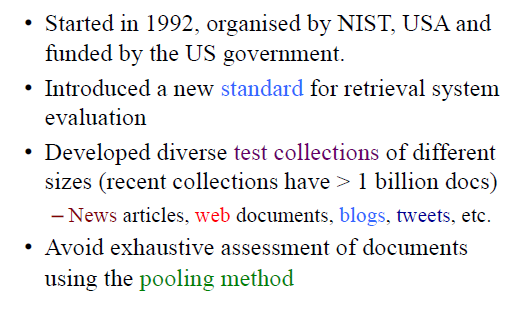 • Started in 1992, organised by NIST, USA and
funded by the US government.
• Introduced a new standard for retrieval system
evaluation
• Developed diverse test collections of different
sizes (recent collections have > 1 billion docs)
– News articles, web documents, blogs, tweets, etc.
• Avoid exhaustive assessment of documents
using the pooling method